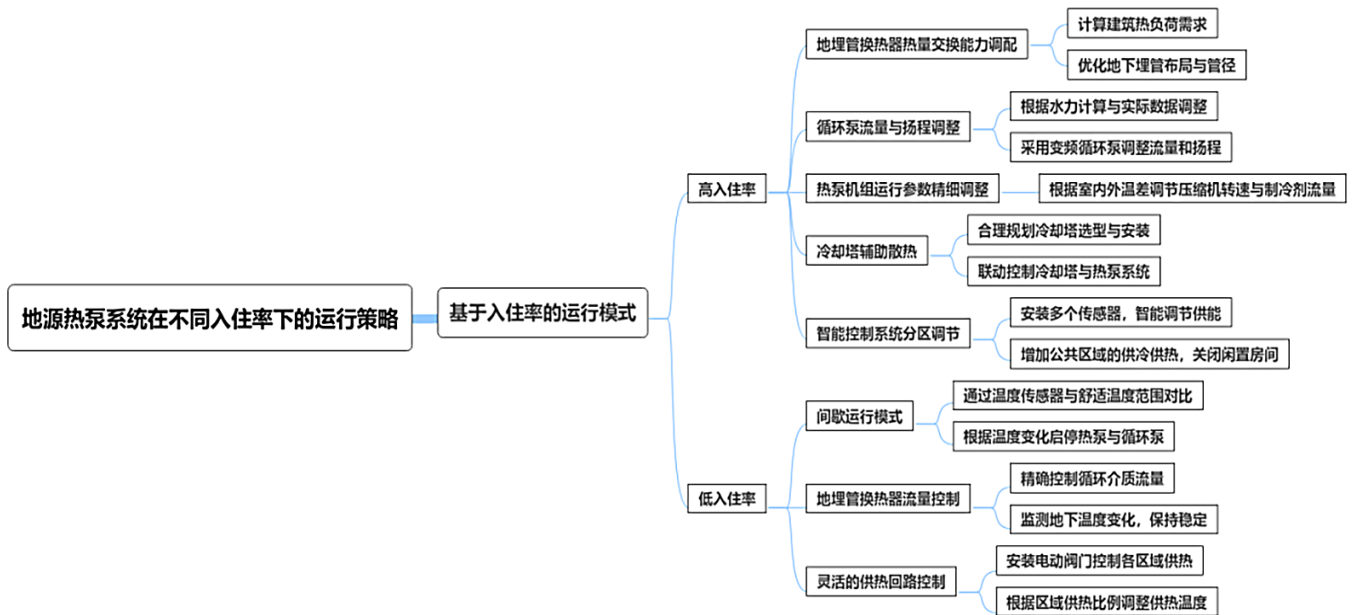 地源热泵系统在不同入住率下的运行策略
基于入住率的运行模式
高入住率
地埋管换热器热量交换能力调配
计算建筑热负荷需求
优化地下埋管布局与管径
循环泵流量与扬程调整
根据水力计算与实际数据调整
采用变频循环泵调整流量和扬程
热泵机组运行参数精细调整
根据室内外温差调节压缩机转速与制冷剂流量
冷却塔辅助散热
合理规划冷却塔选型与安装
联动控制冷却塔与热泵系统
智能控制系统分区调节
安装多个传感器，智能调节供能
增加公共区域的供冷供热，关闭闲置房间
低入住率
间歇运行模式
通过温度传感器与舒适温度范围对比
根据温度变化启停热泵与循环泵
地埋管换热器流量控制
精确控制循环介质流量
监测地下温度变化，保持稳定
灵活的供热回路控制
安装电动阀门控制各区域供热
根据区域供热比例调整供热温度